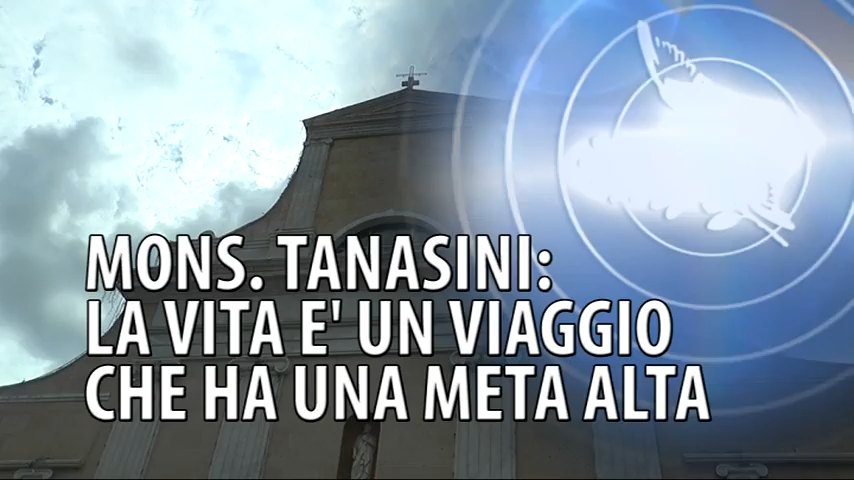 MONS. TANASINI:
LA VITA E' UN VIAGGIO
CHE HA UNA META ALTA